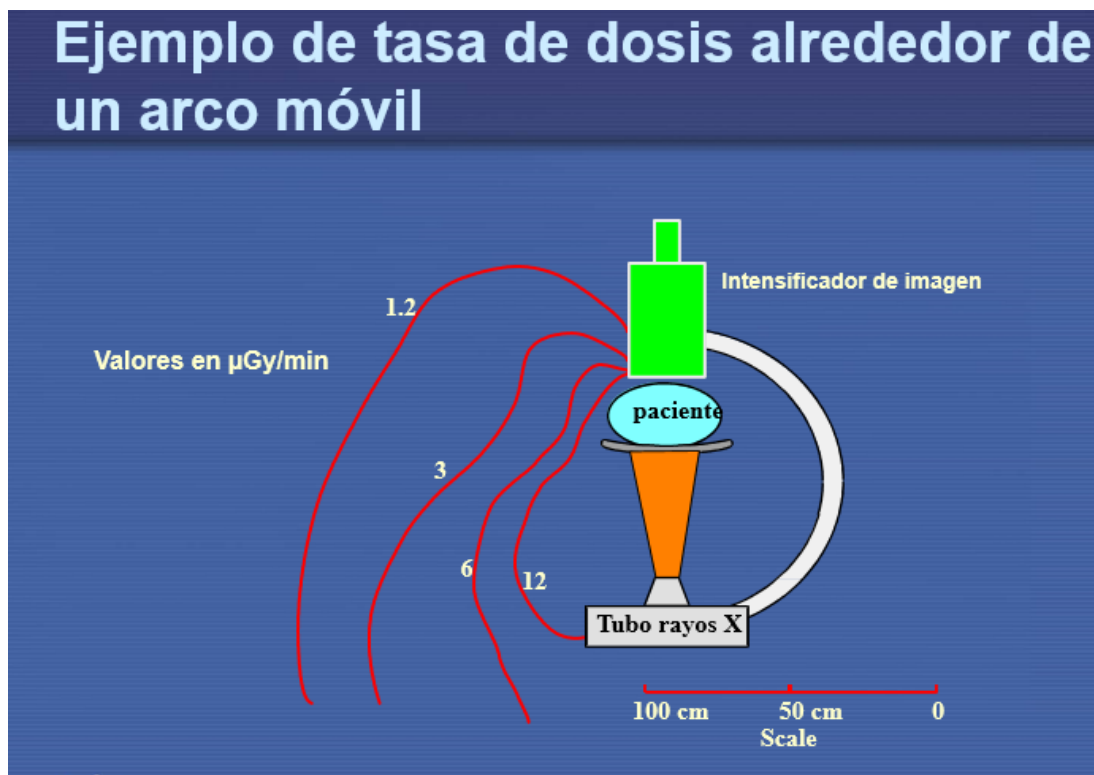 Ejemplo de tasa de dosis alrededor de
un arco móvil
Intensificador de imagen
1.2
Valores en µGy/min
paciente
3
6
12
Tubo rayos X
100 cm 50 cm 0
Scale